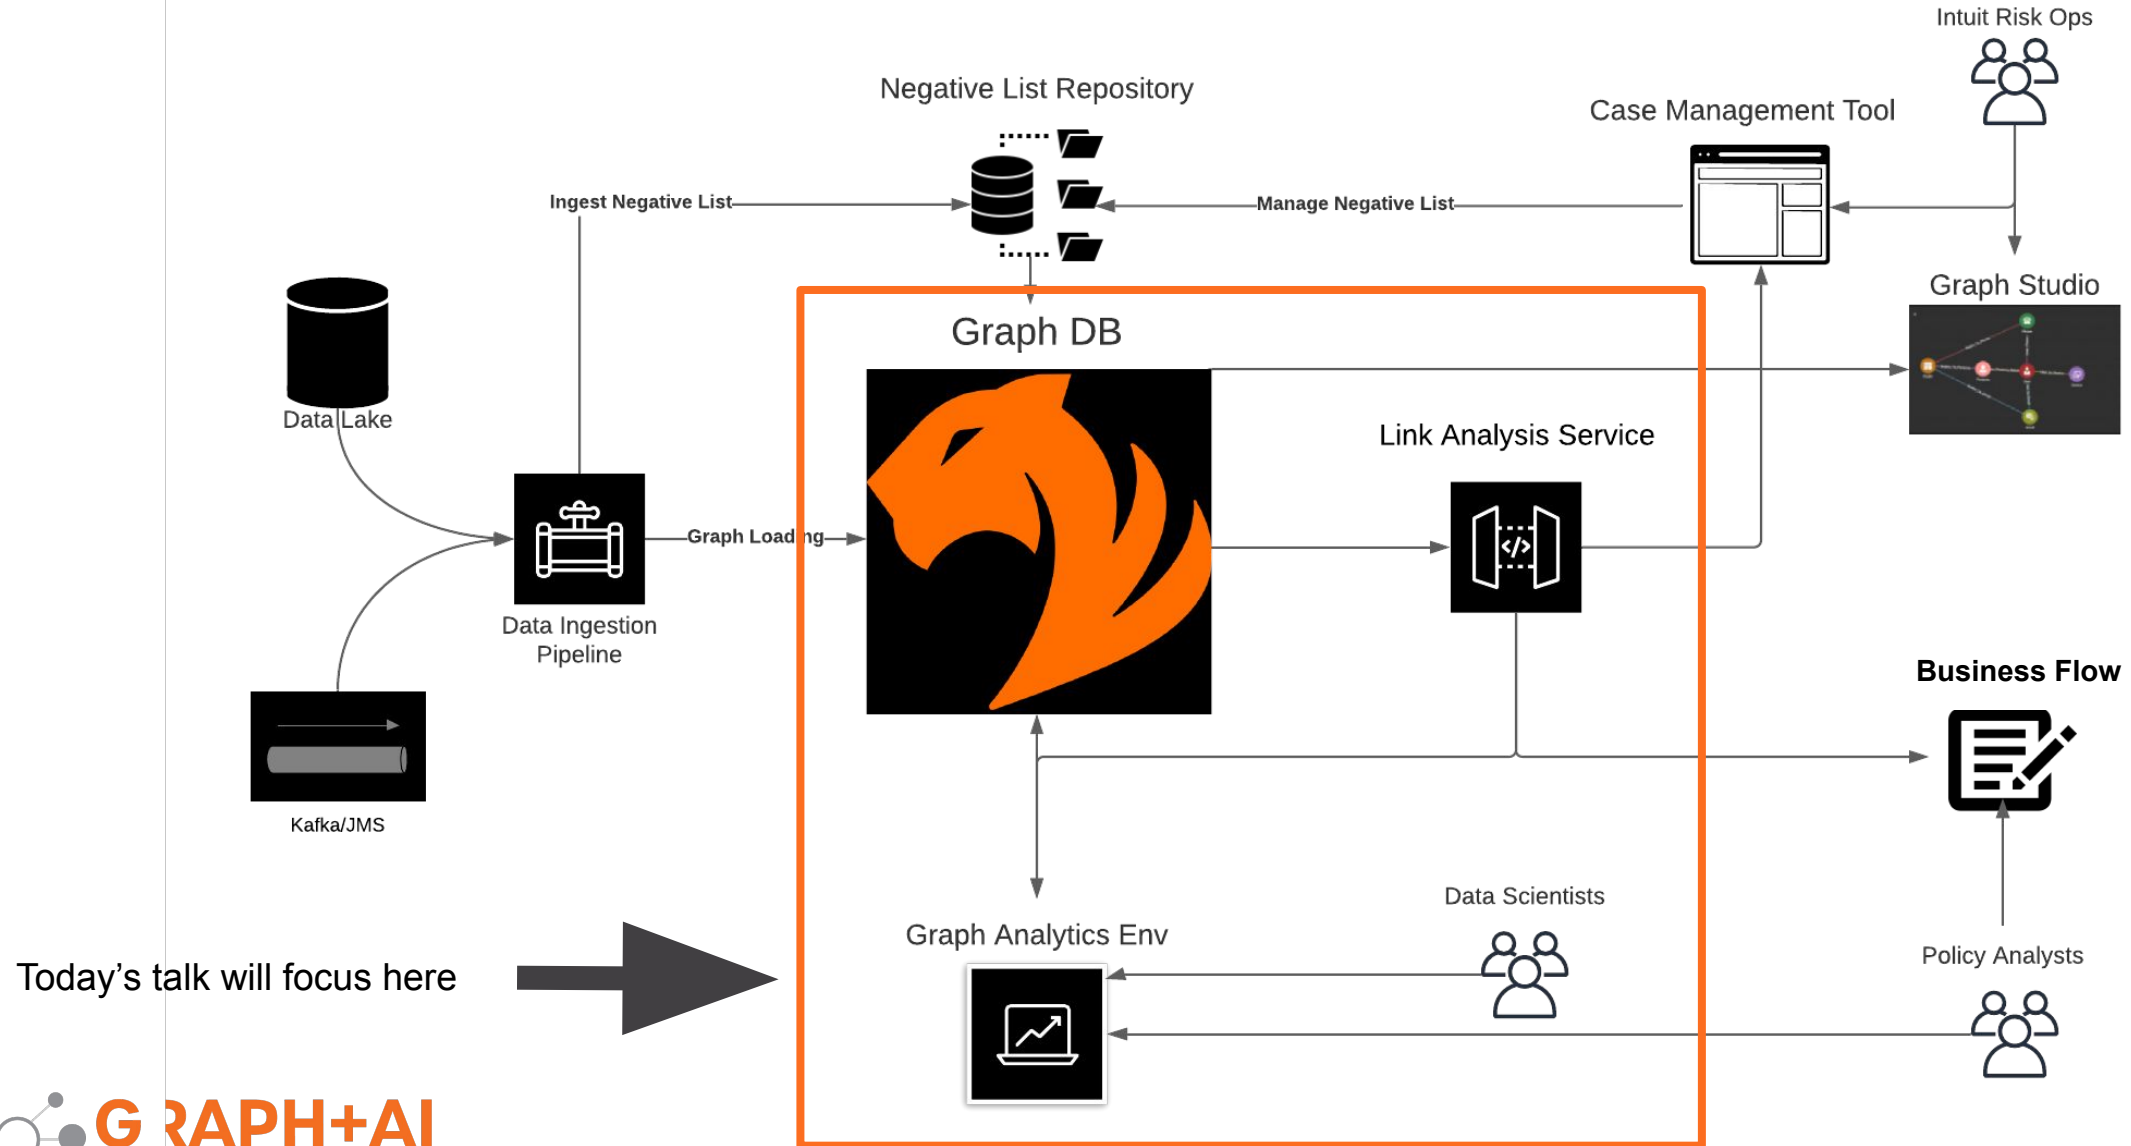 Intuit Risk Ops
Negative List Repository
Case Management Tool
Ingest Negative List
Manage Negative List
Graph Studio
Graph DB
Data Lake
Link Analysis Service
Graph Loading
Data Ingestion
Pipeline
Business Flow
Kafka/JMS
Data Scientists
Graph Analytics Env
Policy Analysts
Today’s talk will focus here
GRAPH+AI